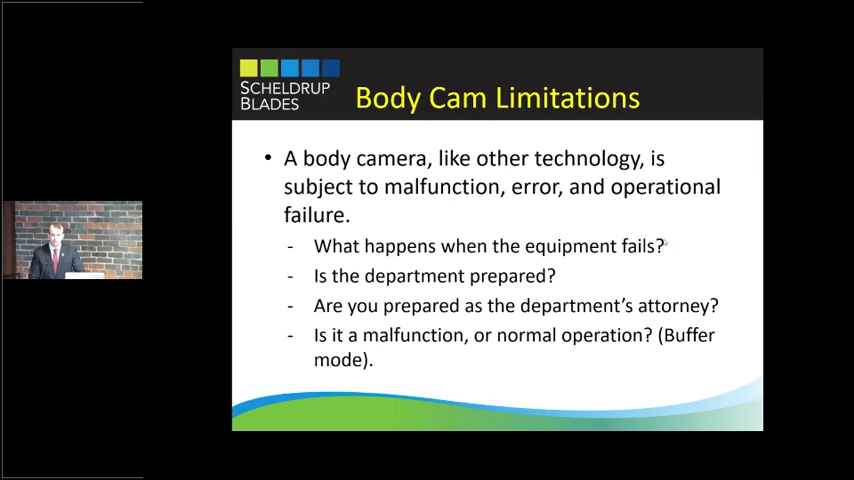 SCHELDRUP
BLADES
Body Cam Limitations
• A body camera, like other technology, is
subject to malfunction, error, and operational
failure.
- What happens when the equipment fails?
- Is the department prepared?
- Are you prepared as the department’s attorney?
- Is it a malfunction, or normal operation? (Buffer
mode).